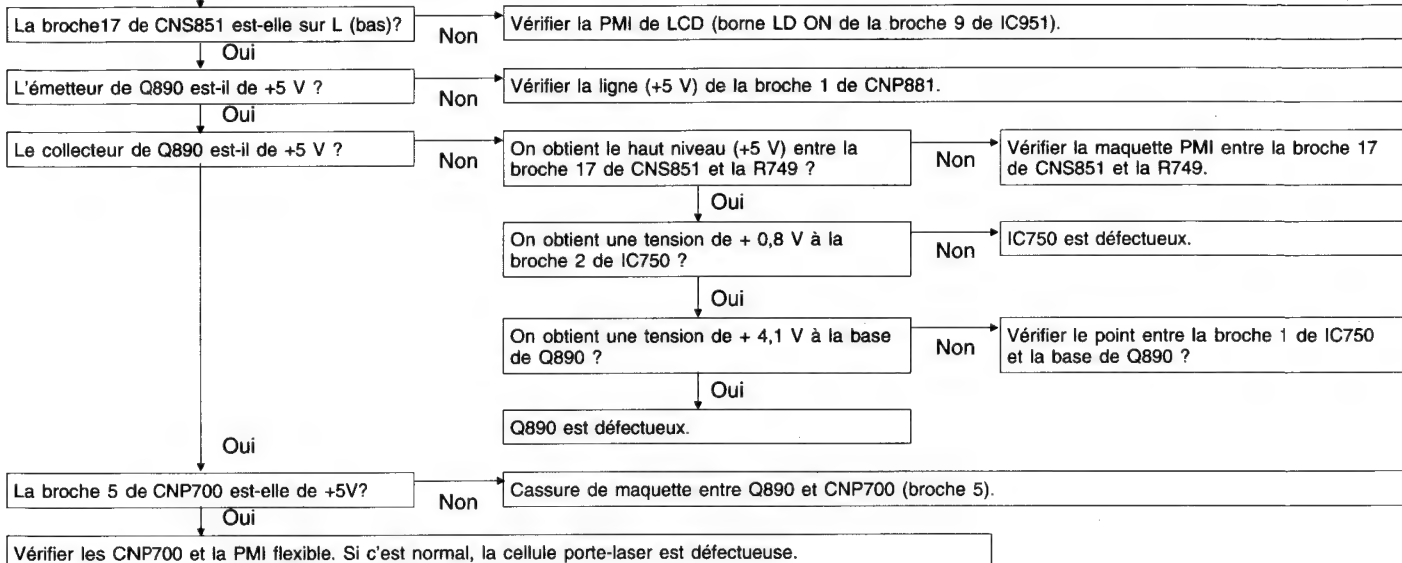 La broche17 de CNS851 est-elle sur L (bas)?
Non
Vérifier la PMI de LCD (borne LD ON de la broche 9 de IC951).
Oui
L'émetteur de Q890 est-il de +5 V ?
Non
Vérifier la ligne (+5 V) de la broche 1 de CNP881.
Oui
Le collecteur de Q890 est-il de +5 V ?
Non
On obtient le haut niveau (+5 V) entre la
broche 17 de CNS851 et la R749 ?
Non
Vérifier la maquette PMI entre la broche 17
de CNS851 et la R749.
Oui
On obtient une tension de + 0,8 V à la
broche 2 de IC750 ?
Non
IC750 est défectueux.
Oui
On obtient une tension de + 4,1 V à la base
de Q890 ?
Non
Vérifier le point entre la broche 1 de IC750
et la base de Q890 ?
Oui
Q890 est défectueux.
Oui
La broche 5 de CNP700 est-elle de +5V?
Non
Cassure de maquette entre Q890 et CNP700 (broche 5).
Oui
Vérifier les CNP700 et la PMI flexible. Si c'est normal, la cellule porte-laser est défectueuse.